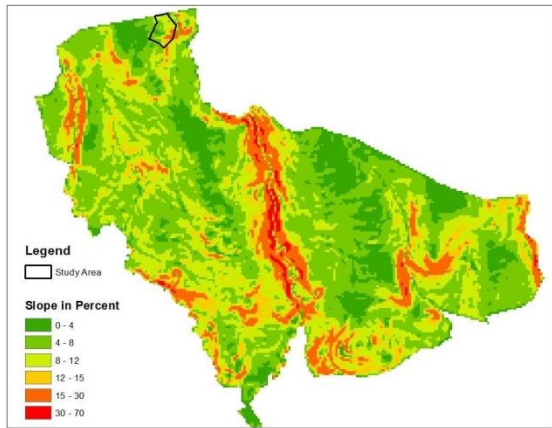 Legend
Study Area
Slope in Percent
0 - 4
4 - 8
8 - 12
12 - 15
15 - 30
30 - 70